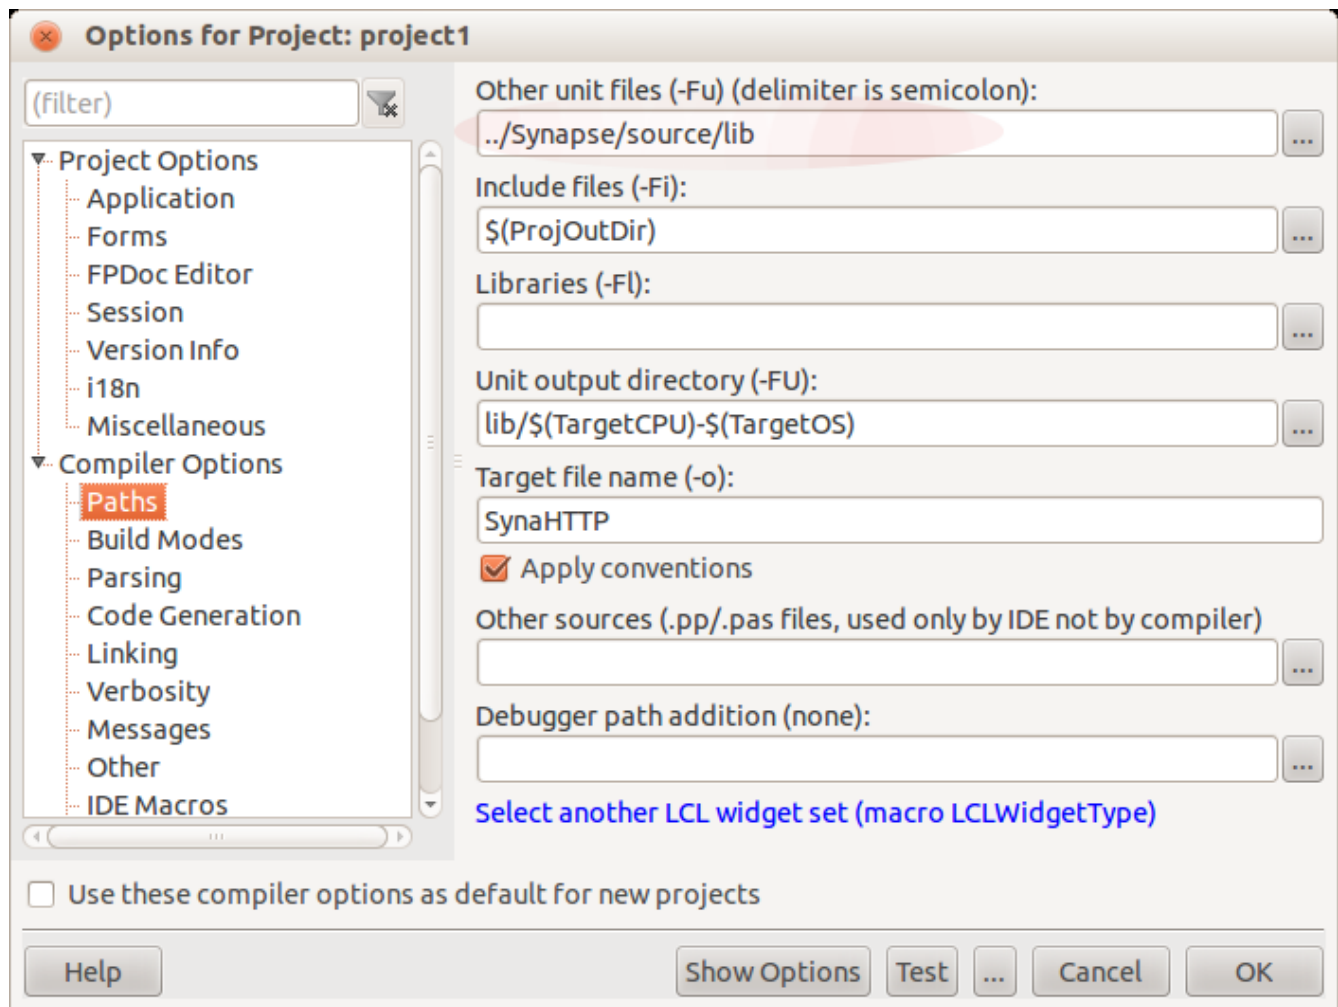 Options for Project: project1
(filter)
Project Options
Application
Forms
FPDoc Editor
Session
Version Info
i18n
Miscellaneous
Compiler Options
Paths
Build Modes
Parsing
Code Generation
Linking
Verbosity
Messages
Other
IDE Macros
Other unit files (-Fu) (delimiter is semicolon):
../Synapse/source/lib
...
Include files (-Fi):
$(ProjOutDir)
...
Libraries (-Fl):
...
Unit output directory (-FU):
lib/$(TargetCPU)-$(TargetOS)
...
Target file name (-o):
SynaHTTP
Apply conventions
Other sources (.pp/.pas files, used only by IDE not by compiler)
...
Debugger path addition (none):
...
Select another LCL widget set (macro LCLWidgetType)
Use these compiler options as default for new projects
Help
Show Options
Test
...
Cancel
OK